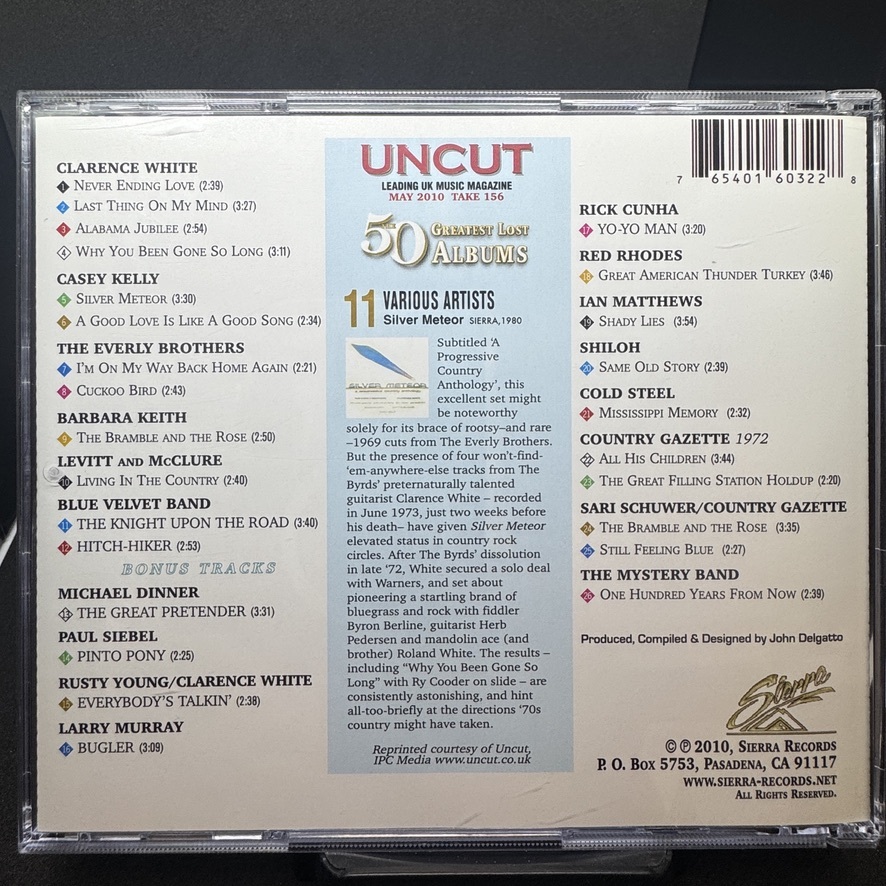 CLARENCE WHITE
1 NEVER ENDING LOVE (2:39)
2 LAST THING ON MY MIND (3:27)
3 ALABAMA JUBILEE (2:54)
4 WHY YOU BEEN GONE SO LONG (3:11)
CASEY KELLY
5 SILVER METEOR (3:30)
6 A GOOD LOVE IS LIKE A GOOD SONG (2:34)
THE EVERLY BROTHERS
7 I'M ON MY WAY BACK HOME AGAIN (2:21)
8 CUCKOO BIRD (2:43)
BARBARA KEITH
9 THE BRAMBLE AND THE ROSE (2:50)
LEVITT AND MCCLURE
10 LIVING IN THE COUNTRY (2:40)
BLUE VELVET BAND
11 THE KNIGHT UPON THE ROAD (3:40)
12 HITCH-HIKER (2:53)
BONUS TRACKS
MICHAEL DINNER
13 THE GREAT PRETENDER (3:31)
PAUL SIEBEL
14 PINTO PONY (2:25)
RUSTY YOUNG/CLARENCE WHITE
15 EVERYBODY'S TALKIN' (2:38)
LARRY MURRAY
16 BUGLER (3:09)
UNCUT
LEADING UK MUSIC MAGAZINE
MAY 2010 TAKE 156
50 GREATEST LOST
ALBUMS
11 VARIOUS ARTISTS
Silver Meteor SIERRA, 1980
SILVER METEOR
Subtitled 'A
Progressive
Country
Anthology', this
excellent set might
be noteworthy
solely for its brace of rootsy–and rare
–1969 cuts from The Everly Brothers.
But the presence of four won't-find-
'em-anywhere-else tracks from The
Byrds' preternaturally talented
guitarist Clarence White – recorded
in June 1973, just two weeks before
his death– have given Silver Meteor
elevated status in country rock
circles. After The Byrds' dissolution
in late '72, White secured a solo deal
with Warners, and set about
pioneering a startling brand of
bluegrass and rock with fiddler
Byron Berline, guitarist Herb
Pedersen and mandolin ace (and
brother) Roland White. The results –
including "Why You Been Gone So
Long" with Ry Cooder on slide – are
consistently astonishing, and hint
all-too-briefly at the directions '70s
country might have taken.
Reprinted courtesy of Uncut,
IPC Media www.uncut.co.uk
7 65401 60322 8
RICK CUNHA
17 YO-YO MAN (3:20)
RED RHODES
18 GREAT AMERICAN THUNDER TURKEY (3:46)
IAN MATTHEWS
19 SHADY LIES (3:54)
SHILOH
20 SAME OLD STORY (2:39)
COLD STEEL
21 MISSISSIPPI MEMORY (2:32)
COUNTRY GAZETTE 1972
22 ALL HIS CHILDREN (3:44)
23 THE GREAT FILLING STATION HOLDUP (2:20)
SARI SCHUWER/COUNTRY GAZETTE
24 THE BRAMBLE AND THE ROSE (3:35)
25 STILL FEELING BLUE (2:27)
THE MYSTERY BAND
26 ONE HUNDRED YEARS FROM NOW (2:39)
Produced, Compiled & Designed by John Delgatto
Sierra
© ℗ 2010, SIERRA RECORDS
P. O. BOX 5753, PASADENA, CA 91117
WWW.SIERRA-RECORDS.NET
ALL RIGHTS RESERVED.